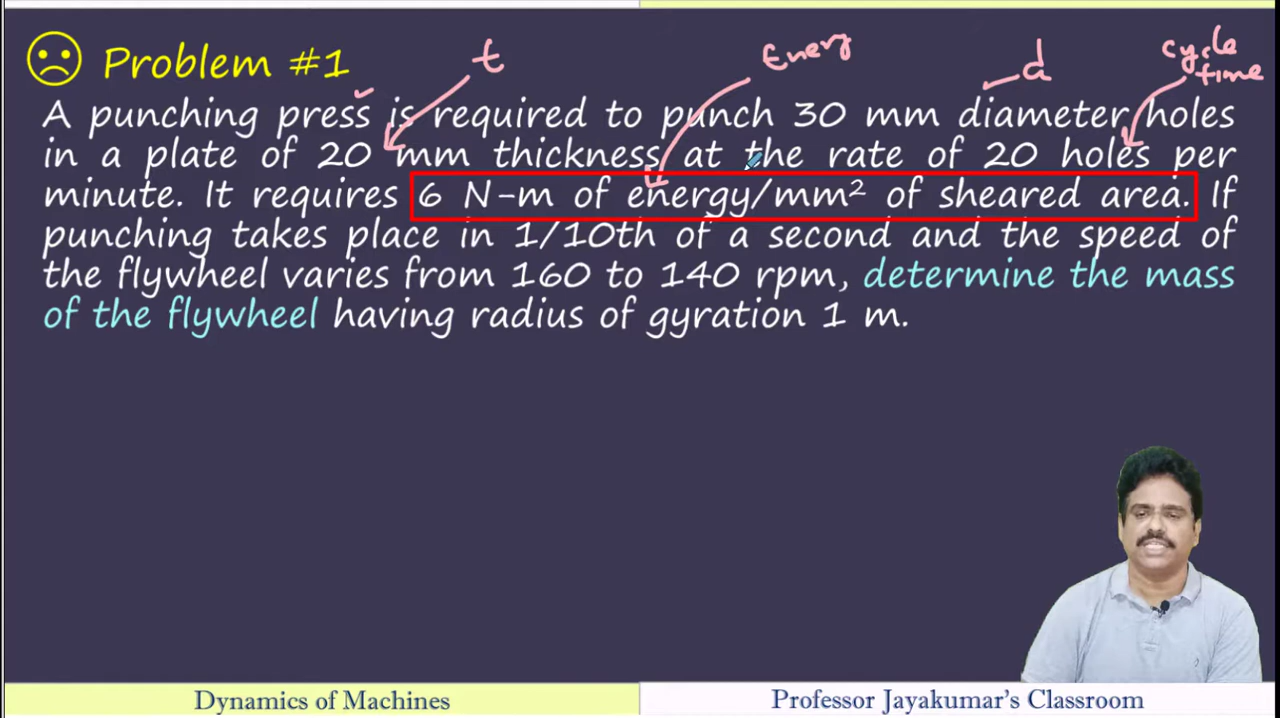 Problem #1
t
Energy
d
cycle
time
A punching press is required to punch 30 mm diameter holes
in a plate of 20 mm thickness at the rate of 20 holes per
minute. It requires 6 N-m of energy/mm² of sheared area. If
punching takes place in 1/10th of a second and the speed of
the flywheel varies from 160 to 140 rpm, determine the mass
of the flywheel having radius of gyration 1 m.
Dynamics of Machines
Professor Jayakumar's Classroom